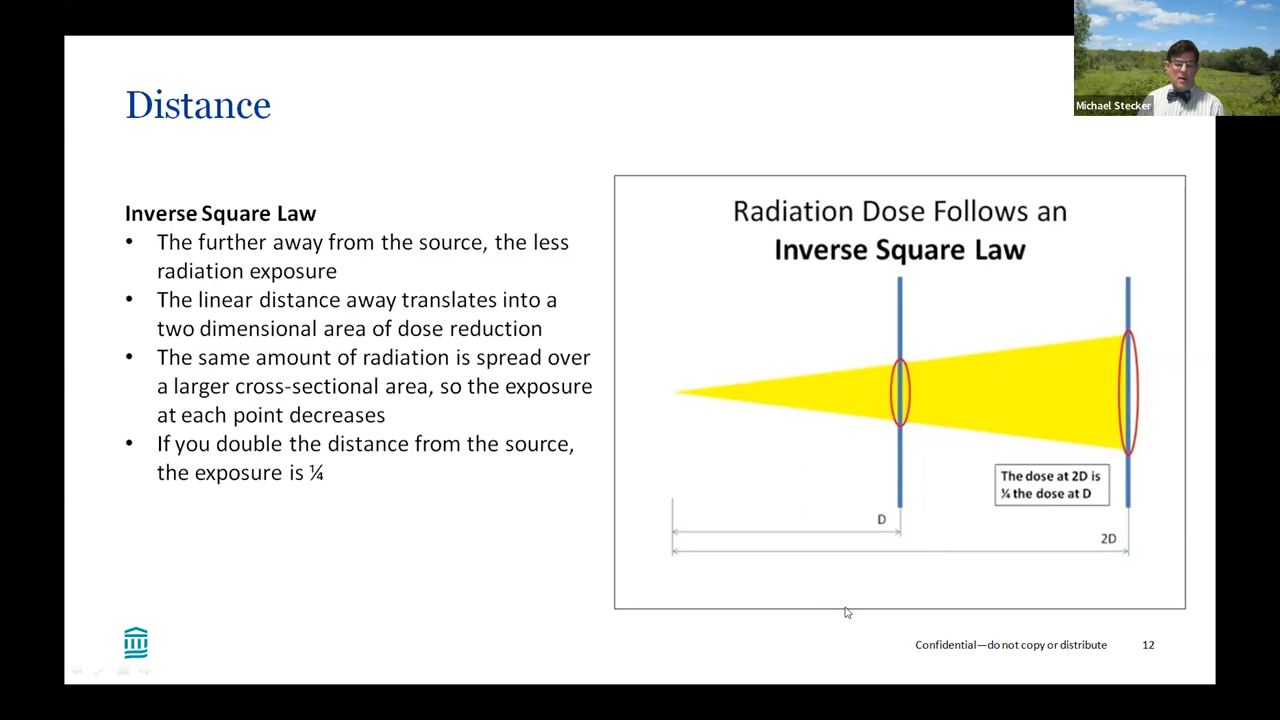 Michael Stecker
Distance
Inverse Square Law
• The further away from the source, the less
radiation exposure
• The linear distance away translates into a
two dimensional area of dose reduction
• The same amount of radiation is spread over
a larger cross-sectional area, so the exposure
at each point decreases
• If you double the distance from the source,
the exposure is ¼
Radiation Dose Follows an
Inverse Square Law
The dose at 2D is
¼ the dose at D
D
2D
Confidential—do not copy or distribute 12